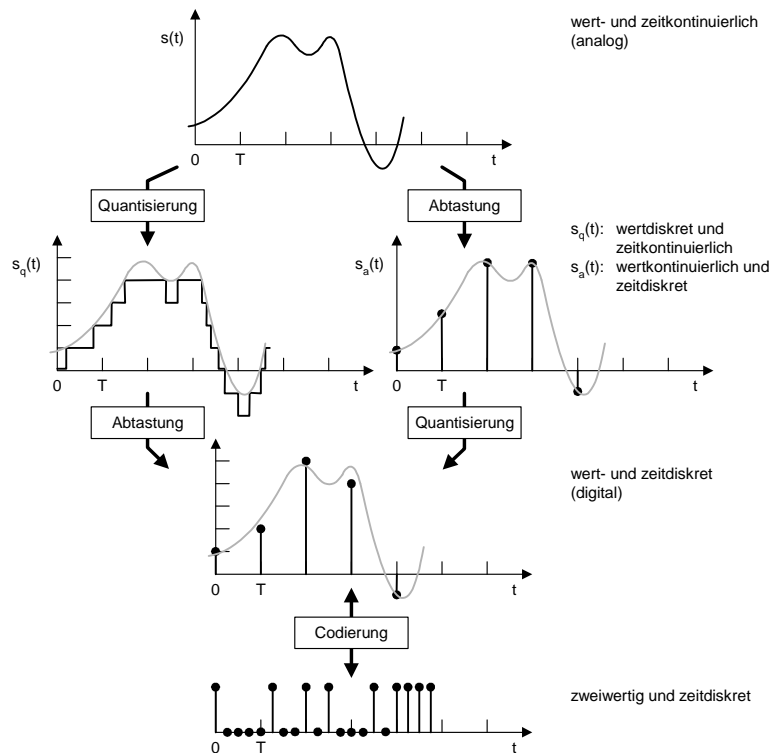 s(t)
wert- und zeitkontinuierlich
(analog)
0 T t
Quantisierung
Abtastung
s_q(t): wertdiskret und
zeitkontinuierlich
s_a(t): wertkontinuierlich und
zeitdiskret
s_q(t)
s_a(t)
0 T t
0 T t
Abtastung
Quantisierung
wert- und zeitdiskret
(digital)
0 T t
Codierung
zweiwertig und zeitdiskret
0 T t